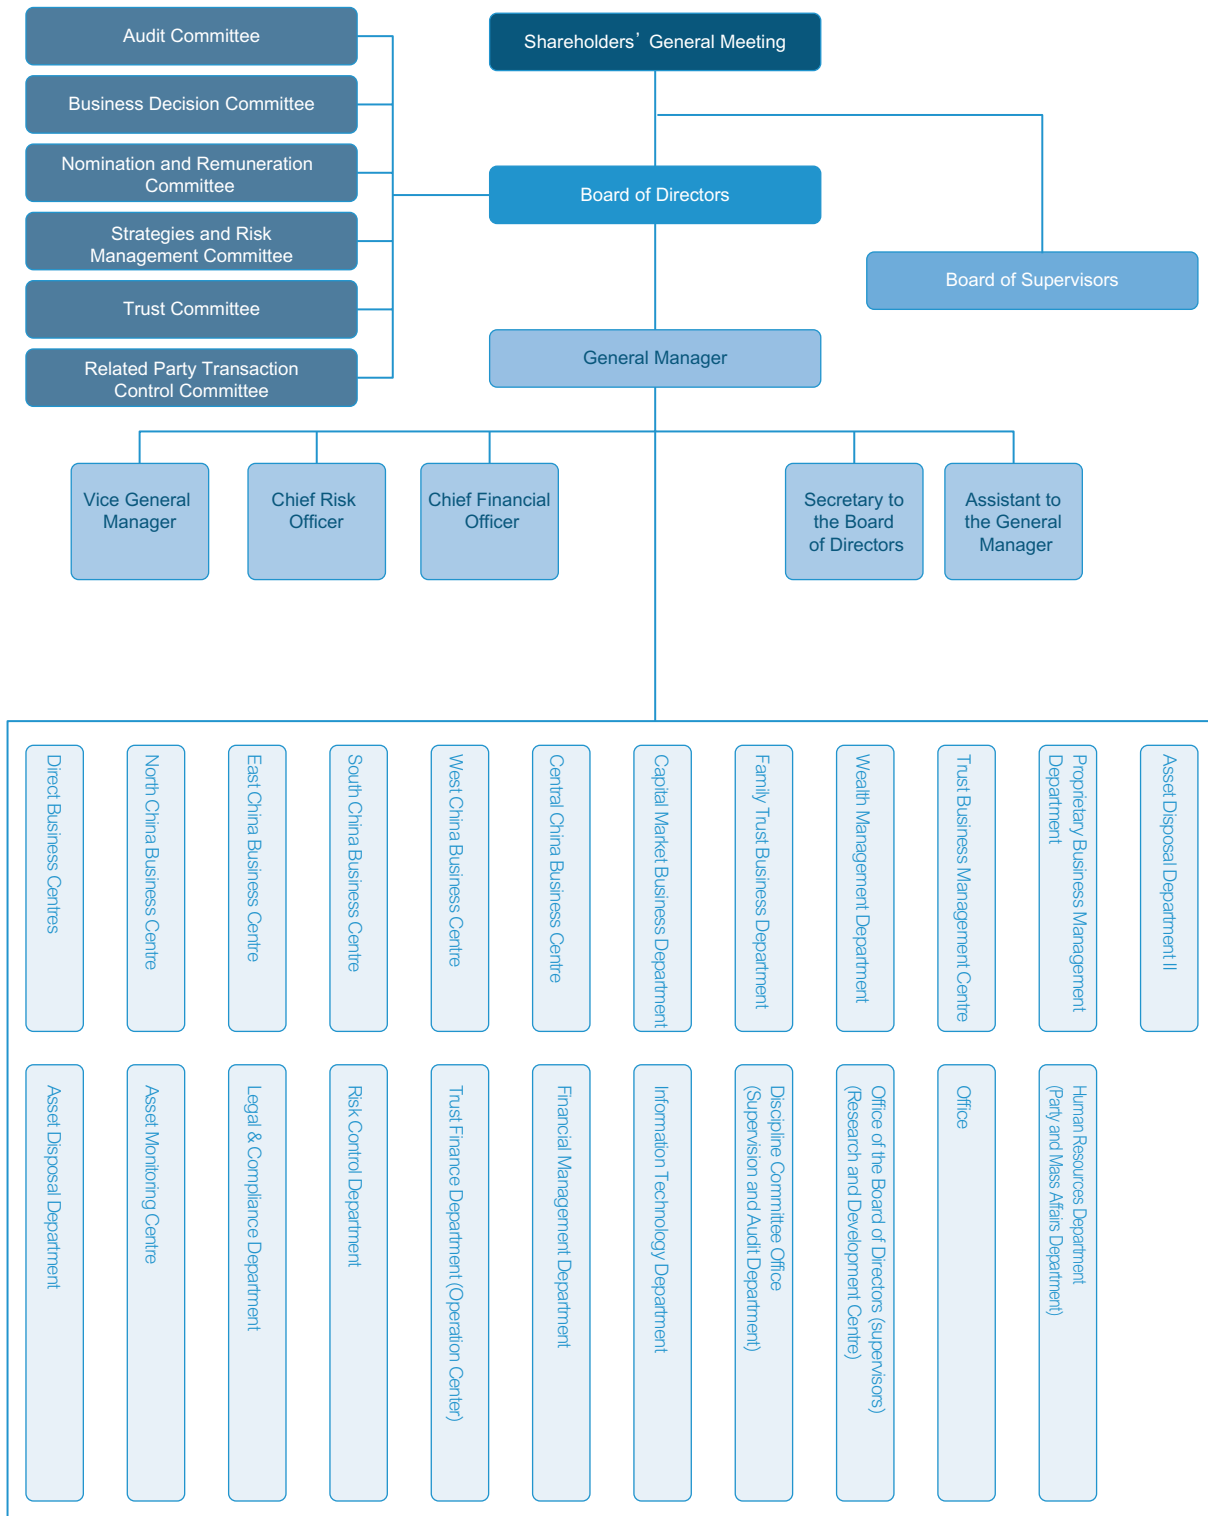 Audit Committee
Business Decision Committee
Nomination and Remuneration
Committee
Strategies and Risk
Management Committee
Trust Committee
Related Party Transaction
Control Committee
Shareholders’ General Meeting
Board of Directors
Board of Supervisors
General Manager
Vice General
Manager
Chief Risk
Officer
Chief Financial
Officer
Secretary to
the Board
of Directors
Assistant to
the General
Manager
Direct Business Centres
North China Business Centre
East China Business Centre
South China Business Centre
West China Business Centre
Central China Business Centre
Capital Market Business Department
Family Trust Business Department
Wealth Management Department
Trust Business Management Centre
Proprietary Business Management
Department
Asset Disposal Department II
Asset Disposal Department
Asset Monitoring Centre
Legal & Compliance Department
Risk Control Department
Trust Finance Department (Operation Center)
Financial Management Department
Information Technology Department
Discipline Committee Office
(Supervision and Audit Department)
Office of the Board of Directors (supervisors)
(Research and Development Centre)
Office
Human Resources Department
(Party and Mass Affairs Department)